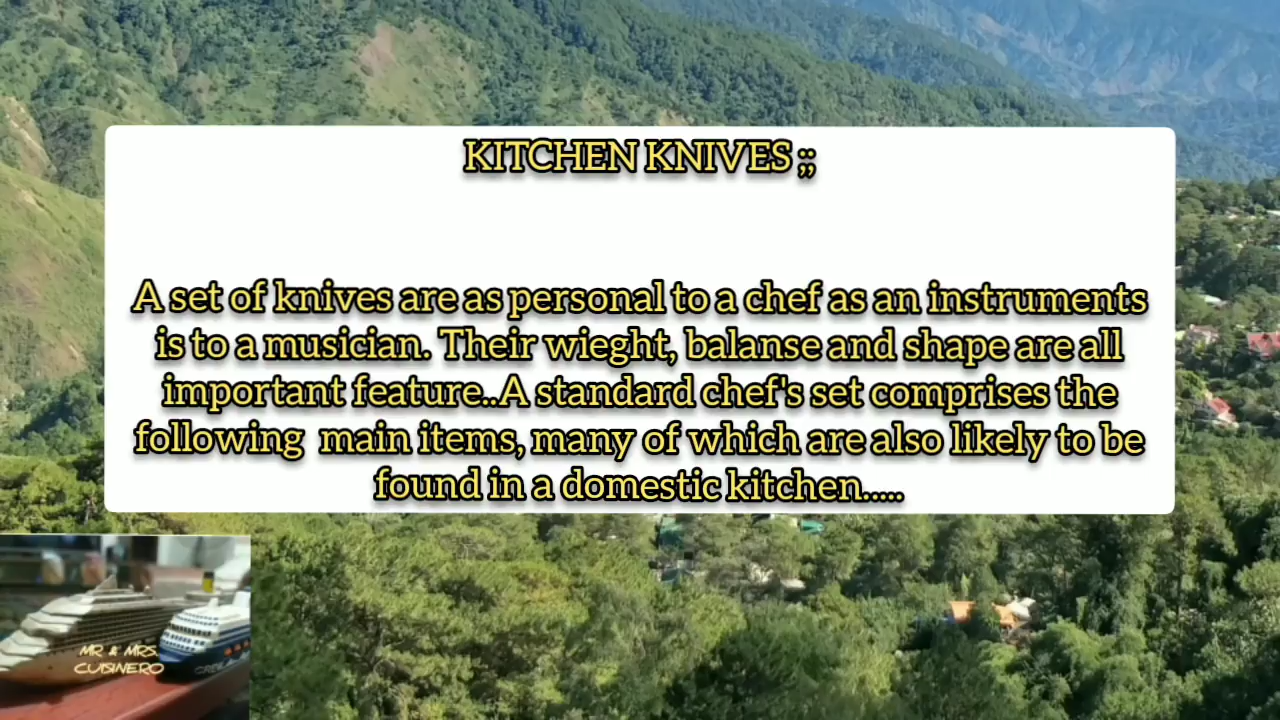 KITCHEN KNIVES ;;
A set of knives are as personal to a chef as an instruments
is to a musician. Their wieght, balanse and shape are all
important feature..A standard chef's set comprises the
following main items, many of which are also likely to be
found in a domestic kitchen.....
MR & MRS.
CUISINERO